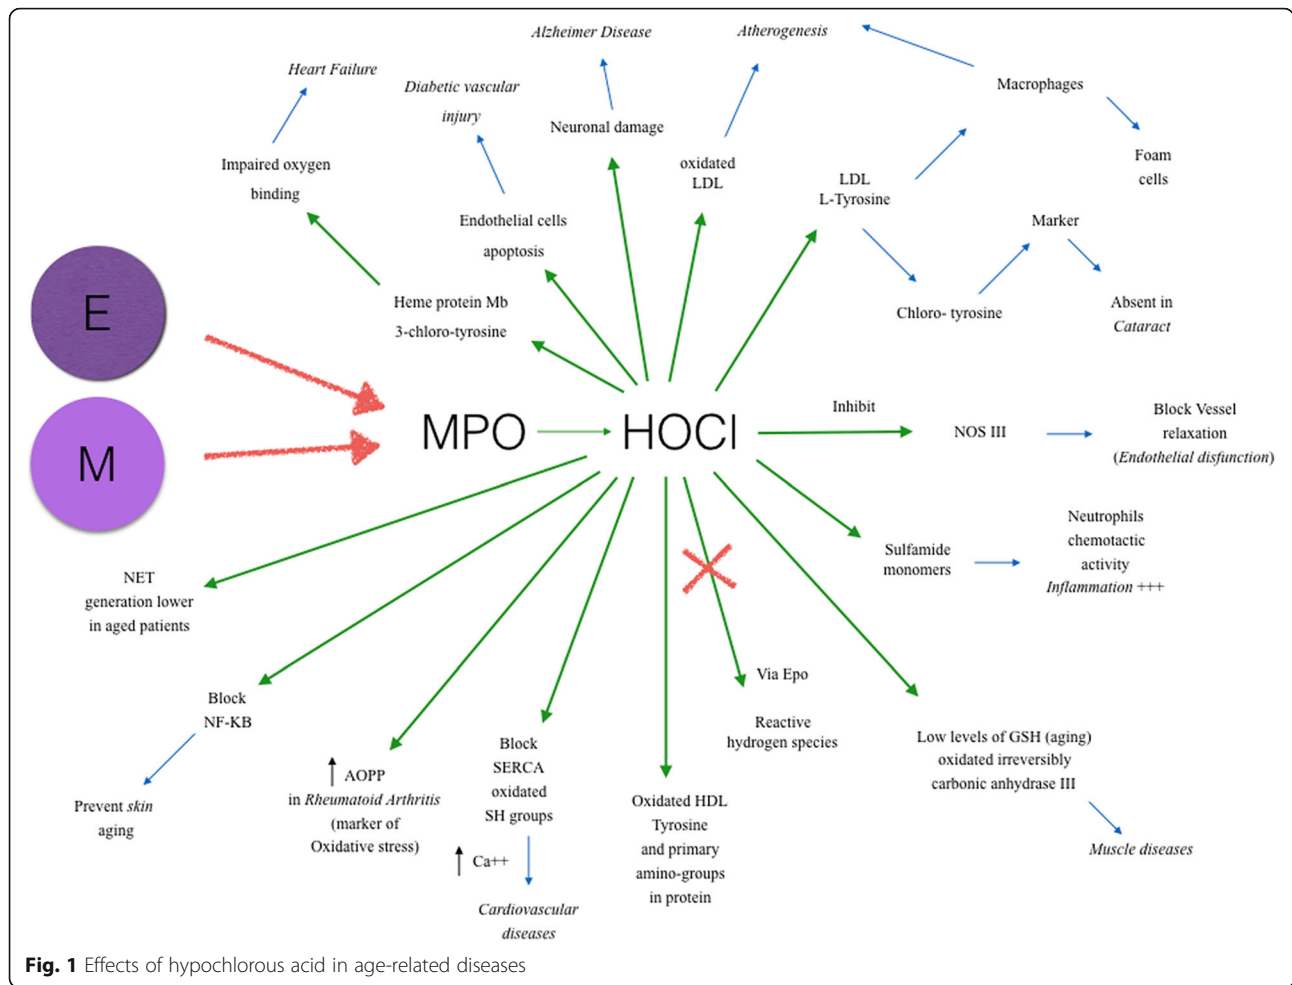 Alzheimer Disease
Atherogenesis
Heart Failure
Diabetic vascular
injury
Macrophages
Neuronal damage
Impaired oxygen
binding
oxidated
LDL
Foam
cells
LDL
L-Tyrosine
Endothelial cells
apoptosis
Marker
Heme protein Mb
3-chloro-tyrosine
Chloro- tyrosine
Absent in
Cataract
E
M
MPO
HOCl
Inhibit
NOS III
Block Vessel
relaxation
(Endothelial disfunction)
Sulfamide
monomers
Neutrophils
chemotactic
activity
Inflammation +++
NET
generation lower
in aged patients
Block
NF-KB
Prevent skin
aging
AOPP
in Rheumatoid Arthritis
(marker of
Oxidative stress)
Block
SERCA
oxidated
SH groups
Ca++
Cardiovascular
diseases
Oxidated HDL
Tyrosine
and primary
amino-groups
in protein
Via Epo
Reactive
hydrogen species
Low levels of GSH (aging)
oxidated irreversibly
carbonic anhydrase III
Muscle diseases
Fig. 1 Effects of hypochlorous acid in age-related diseases